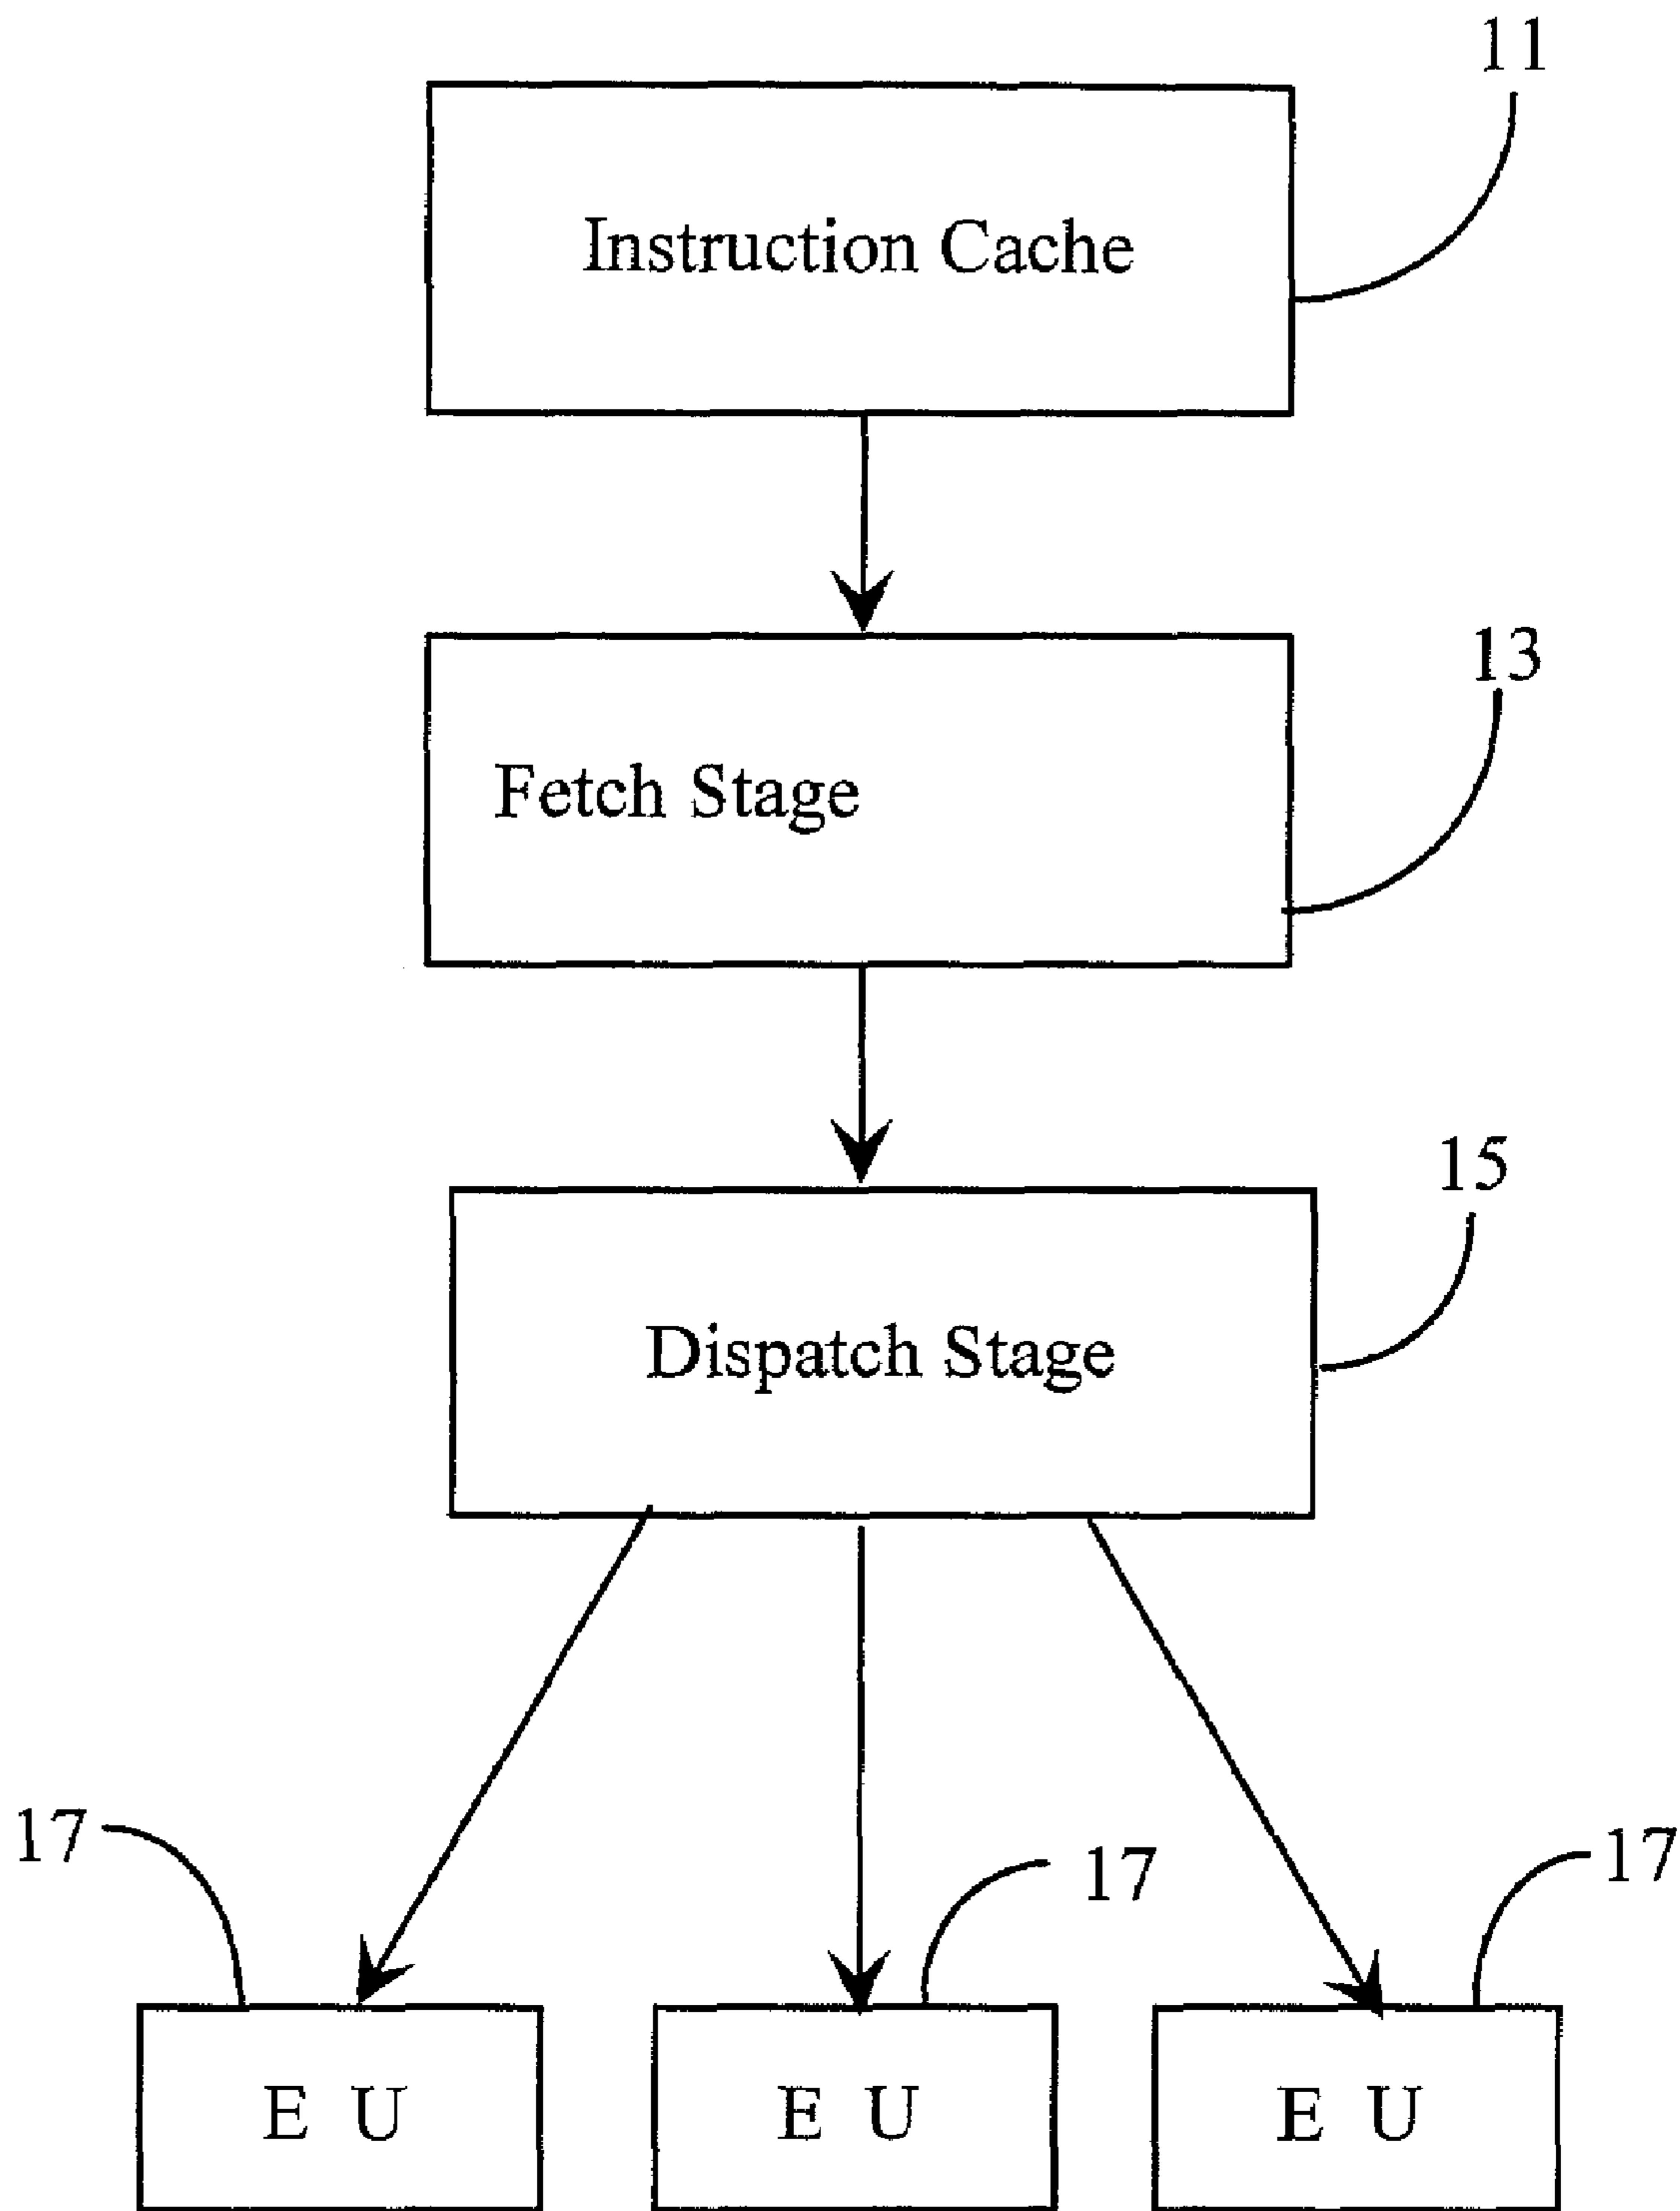 11
Instruction Cache
13
Fetch Stage
15
Dispatch Stage
17
17
17
E U
E U
E U